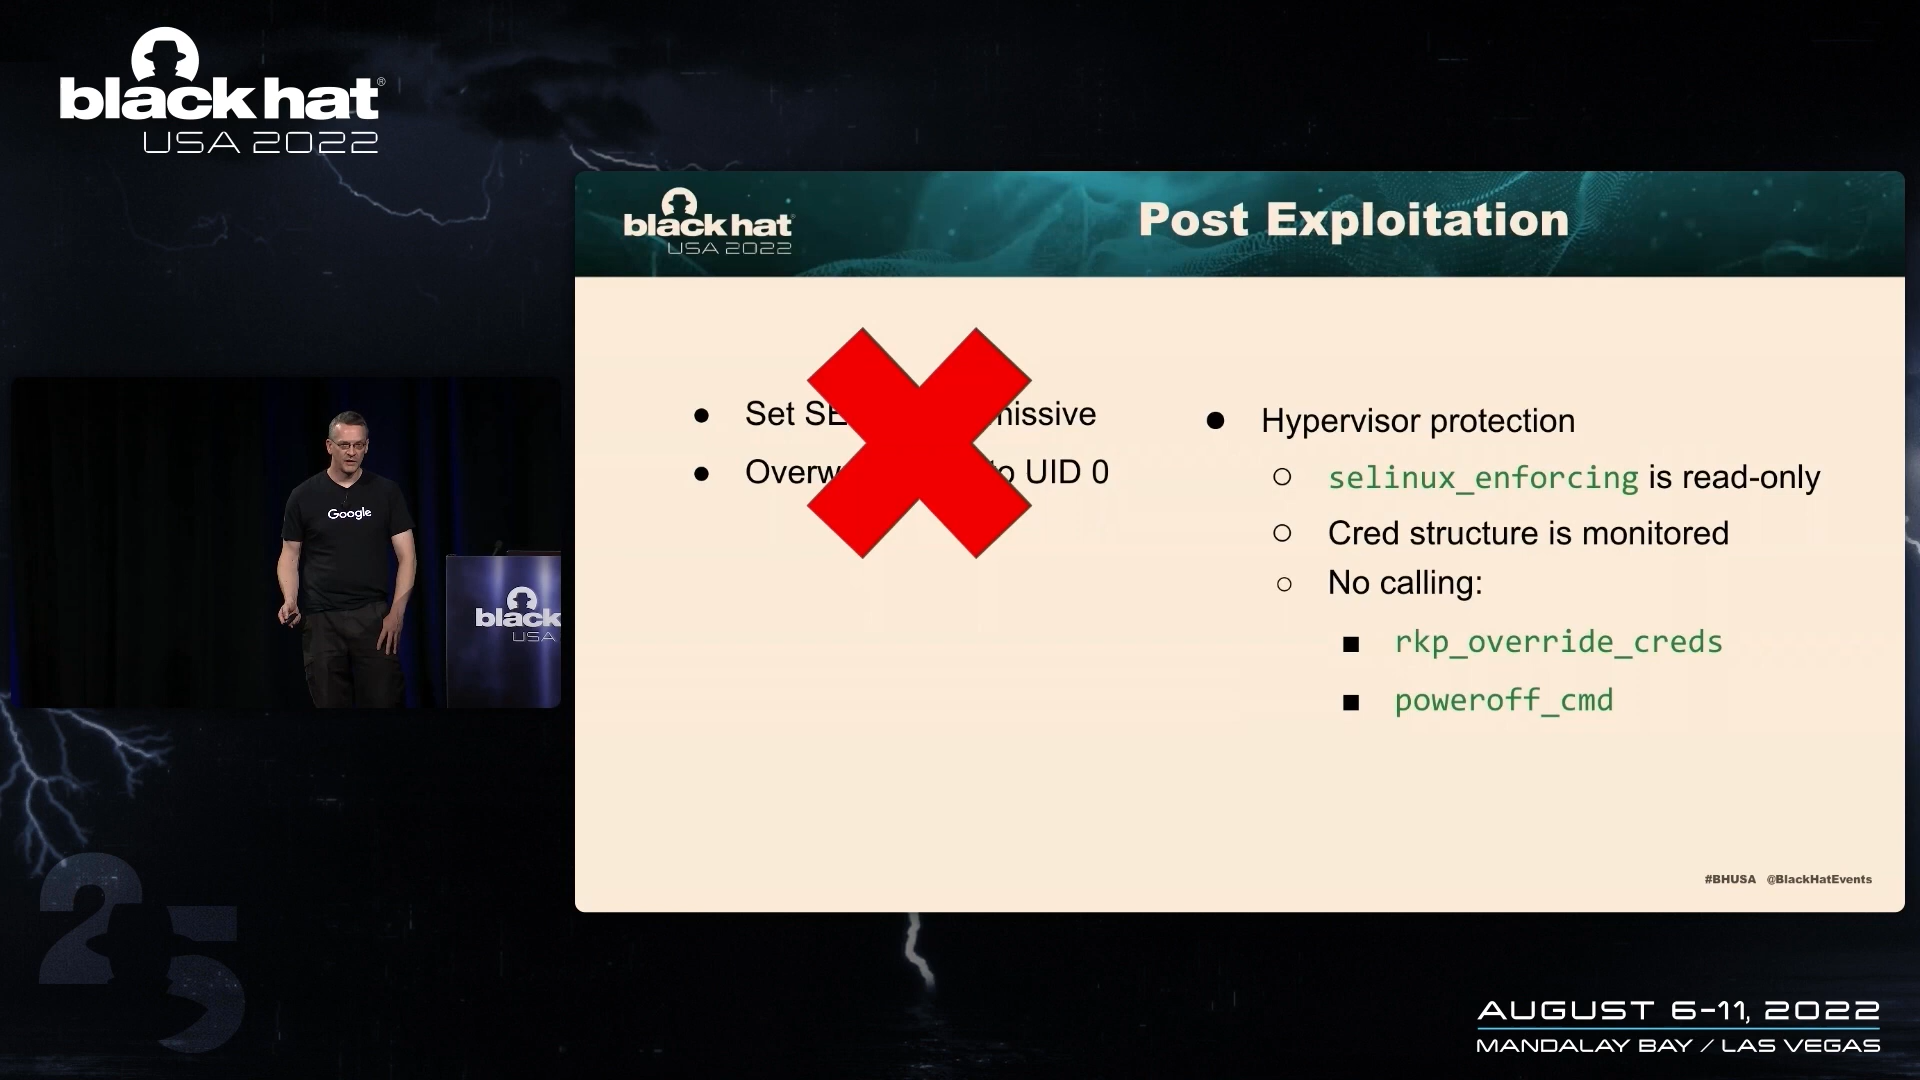 black hat®
USA 2022
black hat
USA 2022
Post Exploitation
● Set SE missive
● Overw o UID 0
● Hypervisor protection
○ selinux_enforcing is read-only
○ Cred structure is monitored
○ No calling:
■ rkp_override_creds
■ poweroff_cmd
Google
black
USA
#BHUSA @BlackHatEvents
25
AUGUST 6-11, 2022
MANDALAY BAY / LAS VEGAS